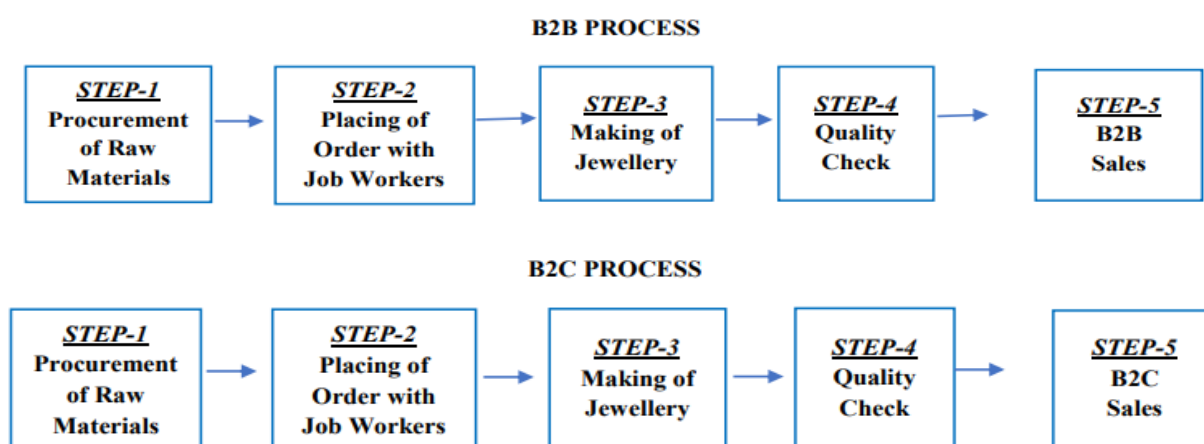 B2B PROCESS
STEP-1
Procurement
of Raw
Materials
STEP-2
Placing of
Order with
Job Workers
STEP-3
Making of
Jewellery
STEP-4
Quality
Check
STEP-5
B2B
Sales
B2C PROCESS
STEP-1
Procurement
of Raw
Materials
STEP-2
Placing of
Order with
Job Workers
STEP-3
Making of
Jewellery
STEP-4
Quality
Check
STEP-5
B2C
Sales